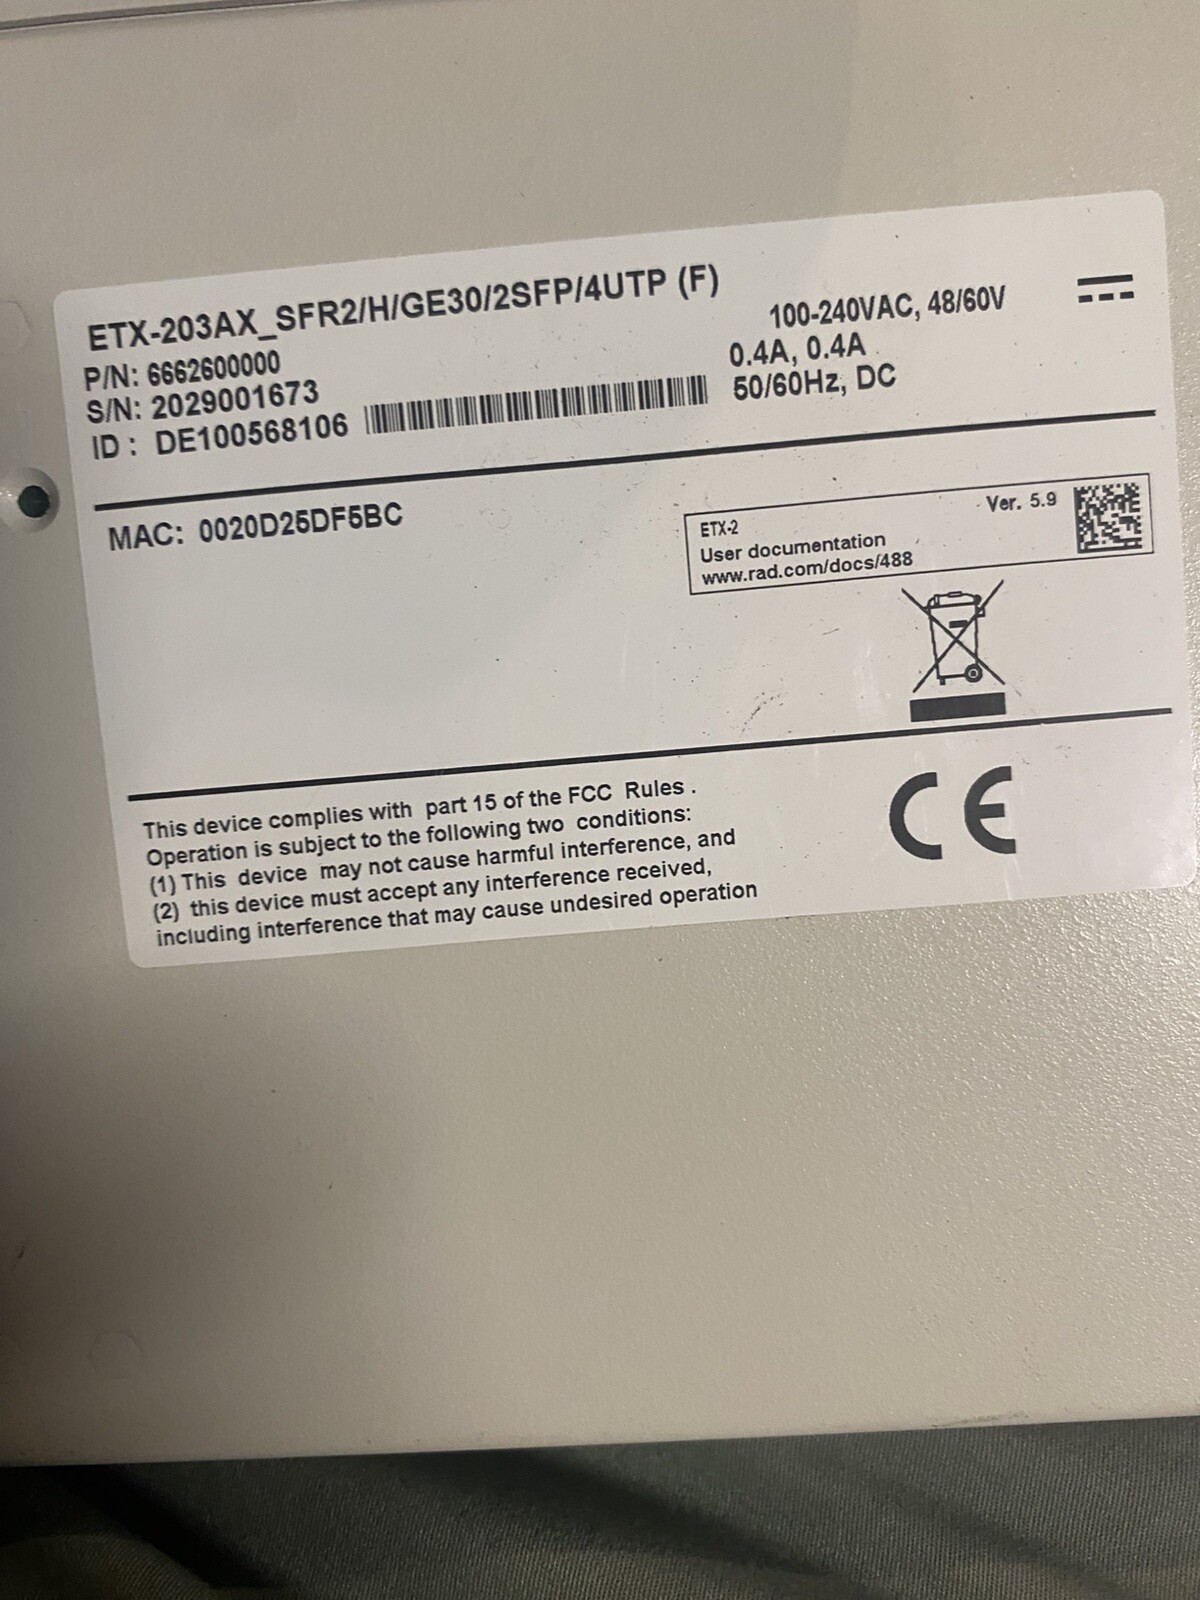 ETX-203AX_SFR2/H/GE30/2SFP/4UTP (F)
P/N: 6662600000
S/N: 2029001673
ID : DE100568106
100-240VAC, 48/60V
0.4A, 0.4A
50/60Hz, DC
MAC: 0020D25DF5BC
ETX-2
Ver. 5.9
User documentation
www.rad.com/docs/488
This device complies with part 15 of the FCC Rules .
Operation is subject to the following two conditions:
(1) This device may not cause harmful interference, and
(2) this device must accept any interference received,
including interference that may cause undesired operation
CE